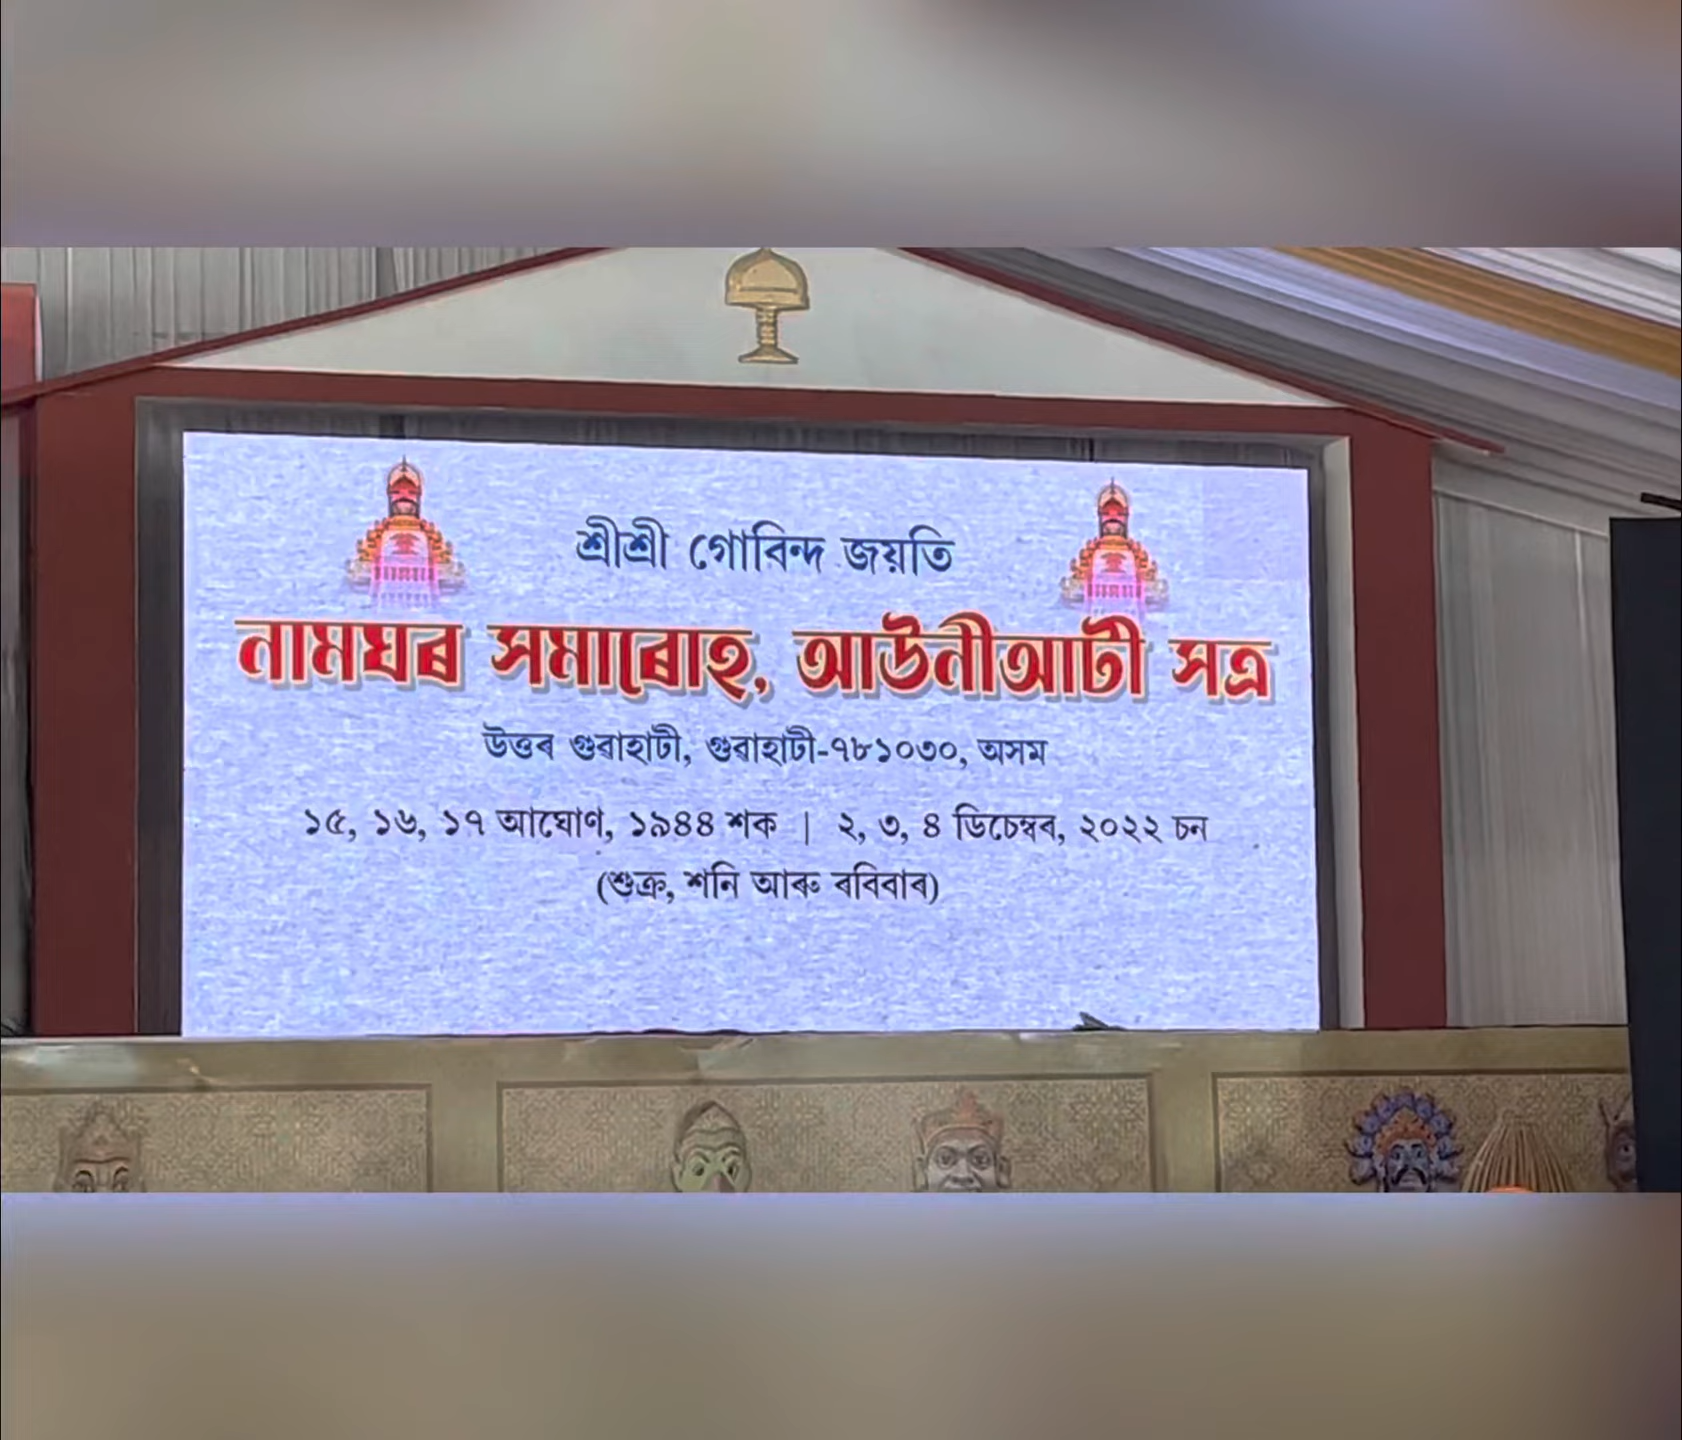 শ্ৰীশ্ৰী গোবিন্দ জয়তি
নামঘৰ সমাৰোহ, আউনীআটী সত্ৰ
উত্তৰ গুৱাহাটী, গুৱাহাটী-৭৮১০৩০, অসম
১৫, ১৬, ১৭ আঘোণ, ১৯৪৪ শক | ২, ৩, ৪ ডিচেম্বৰ, ২০২২ চন
(শুক্ৰ, শনি আৰু ৰবিবাৰ)